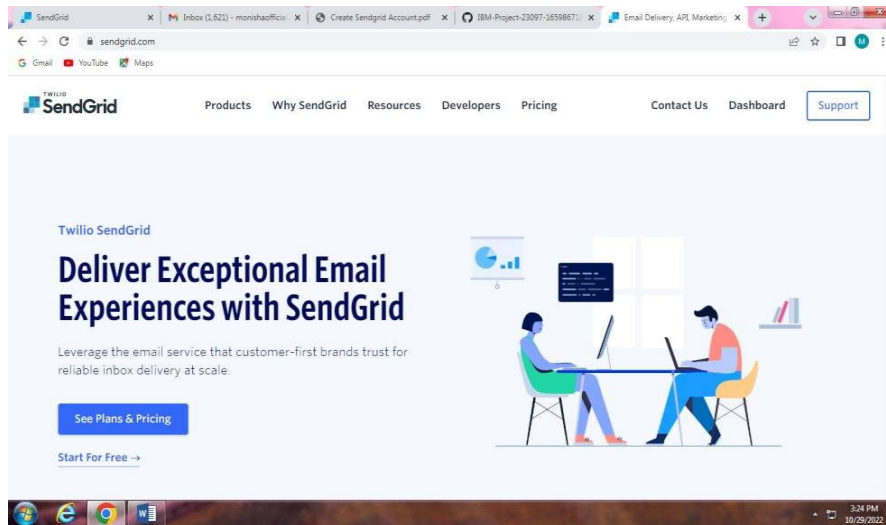 SendGrid
Inbox (1,621) - monishaofficia
Create Sendgrid Account.pdf
IBM-Project-23097-16598671
Email Delivery, API, Marketing
sendgrid.com
Gmail
YouTube
Maps
M
TWILIO
SendGrid
Products
Why SendGrid
Resources
Developers
Pricing
Contact Us
Dashboard
Support
Twilio SendGrid
Deliver Exceptional Email
Experiences with SendGrid
Leverage the email service that customer-first brands trust for
reliable inbox delivery at scale.
See Plans & Pricing
Start For Free →
3:24 PM
10/29/2022